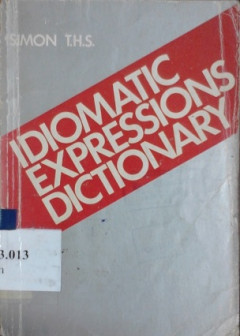 SIMON T.H.S.
IDIOMATIC
EXPRESSIONS
DICTIONARY
3.013